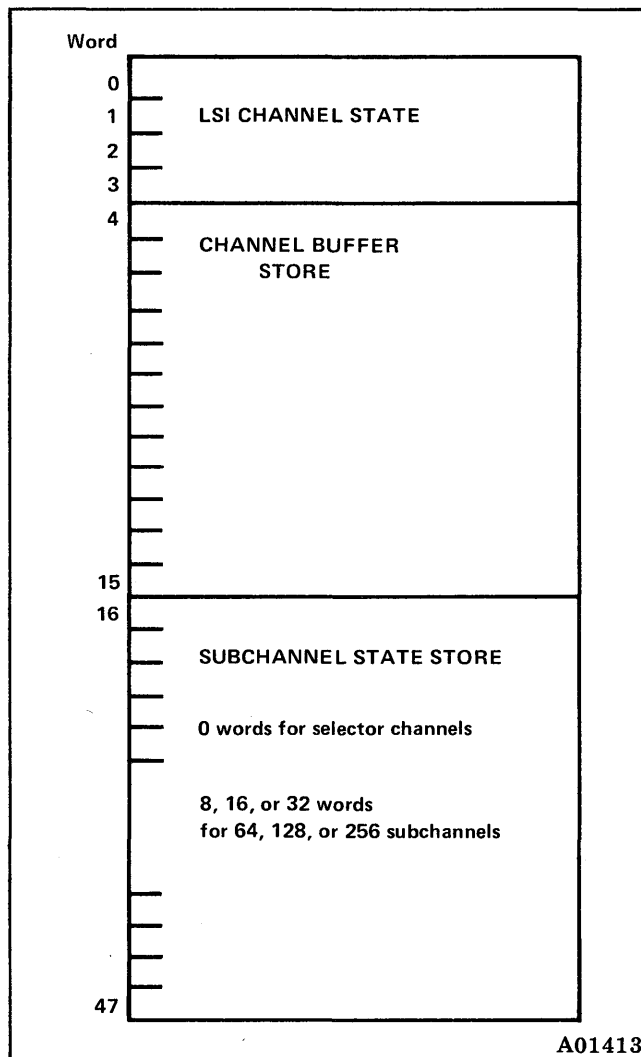 Word
0
1 LSI CHANNEL STATE
2
3
4
CHANNEL BUFFER
STORE
15
16
SUBCHANNEL STATE STORE
0 words for selector channels
8, 16, or 32 words
for 64, 128, or 256 subchannels
47
A01413